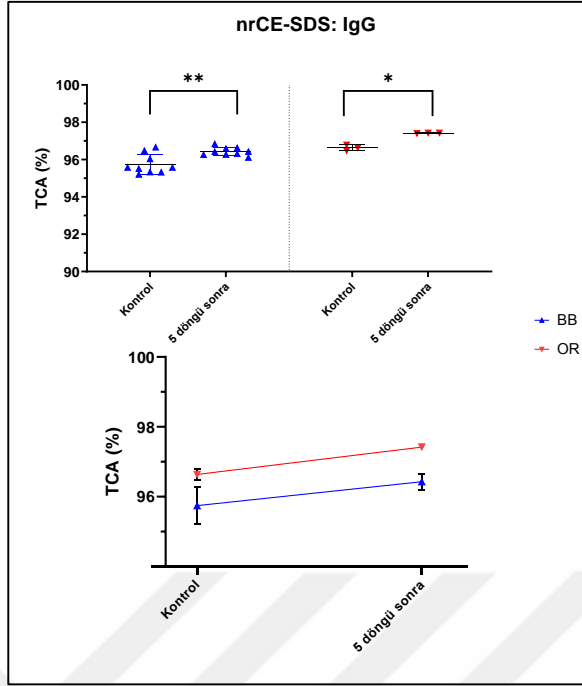 nrCE-SDS: IgG
** *
100
98
96
94
92
90
TCA (%)
Kontrol
5 döngü sonra
Kontrol
5 döngü sonra
BB
OR
100
98
96
TCA (%)
Kontrol
5 döngü sonra